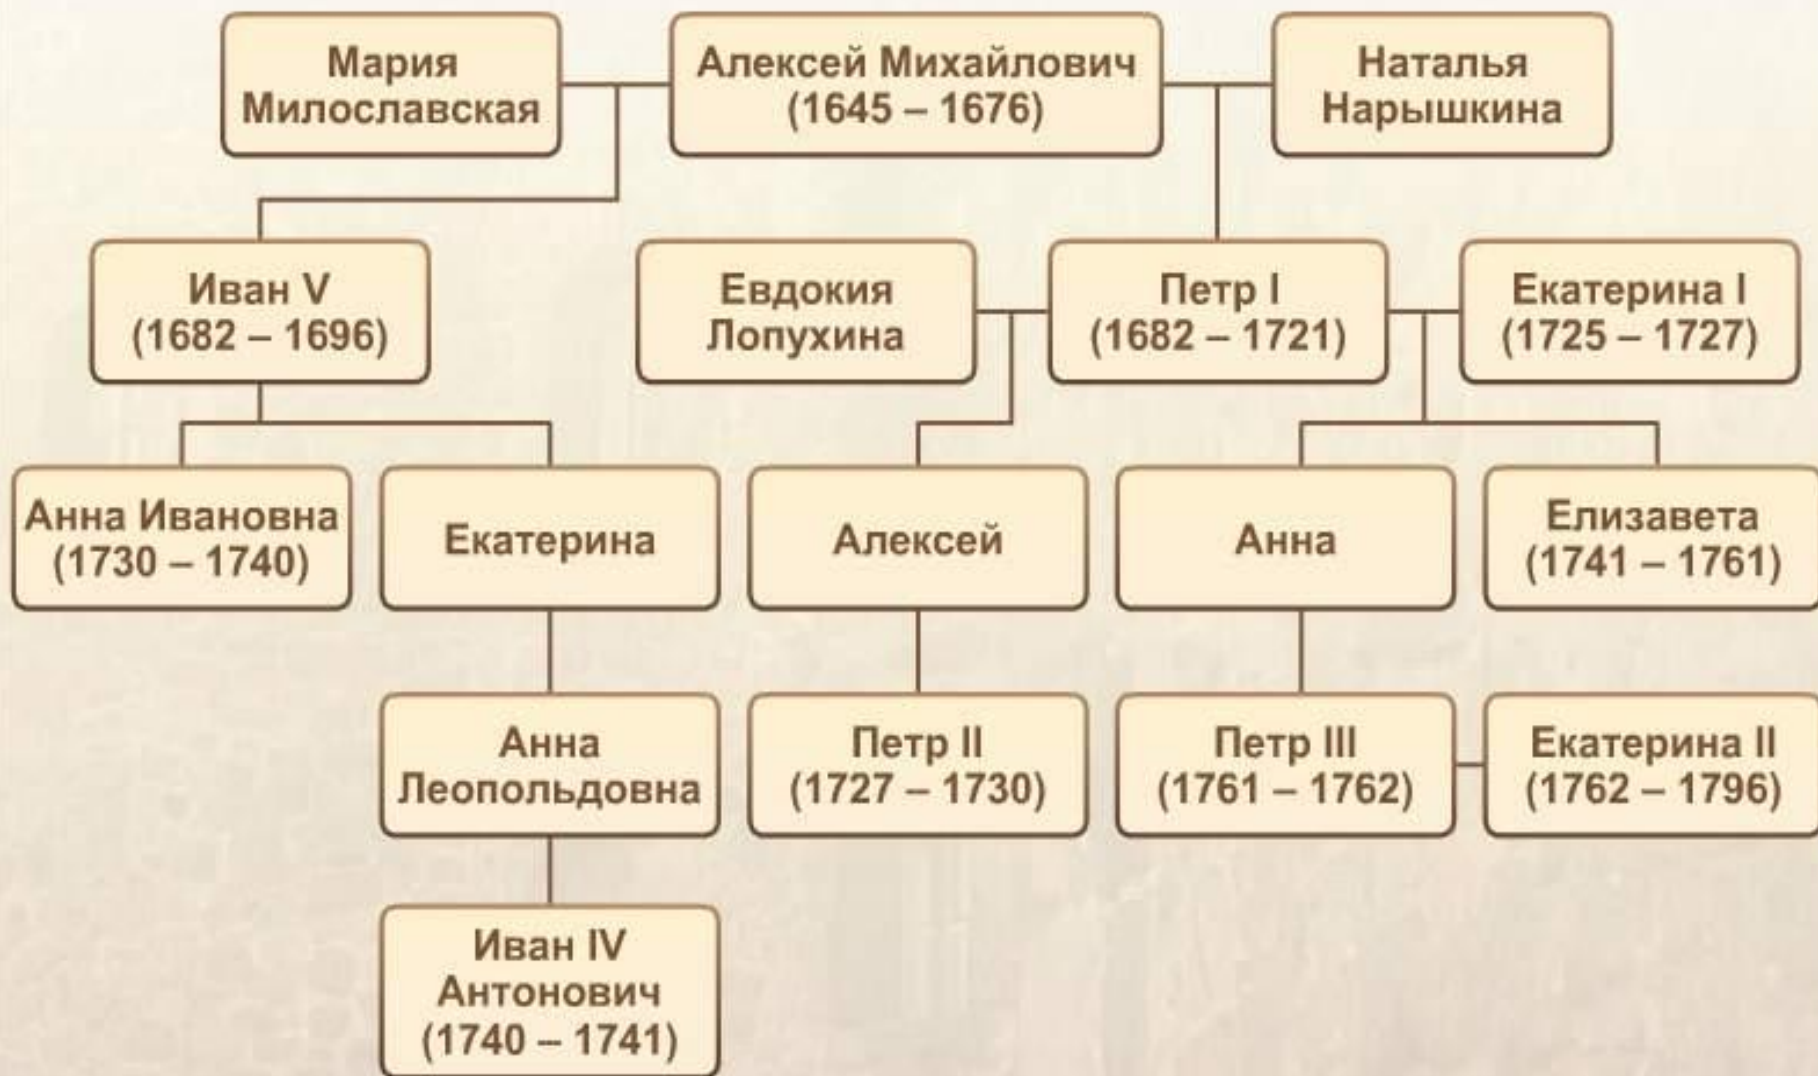 Мария
Милославская
Алексей Михайлович
(1645 – 1676)
Наталья
Нарышкина
Иван V
(1682 – 1696)
Евдокия
Лопухина
Петр I
(1682 – 1721)
Екатерина I
(1725 – 1727)
Анна Ивановна
(1730 – 1740)
Екатерина
Алексей
Анна
Елизавета
(1741 – 1761)
Анна
Леопольдовна
Петр II
(1727 – 1730)
Петр III
(1761 – 1762)
Екатерина II
(1762 – 1796)
Иван IV
Антонович
(1740 – 1741)